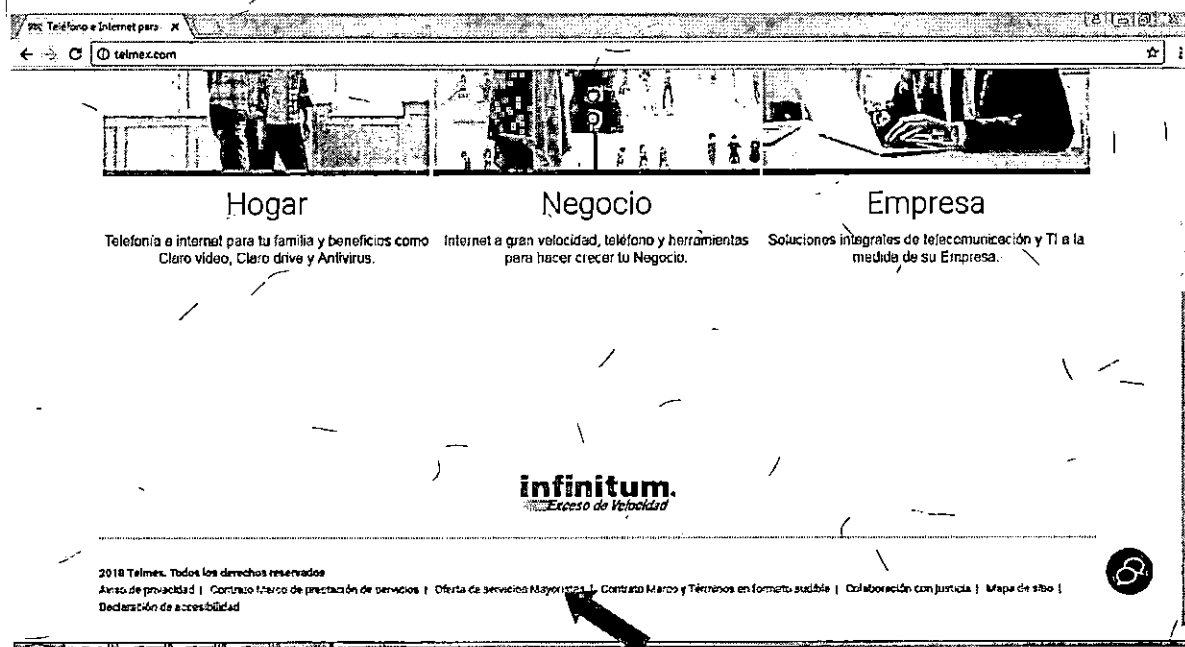 Teléfono e Internet para
telmex.com
Hogar
Negocio
Empresa
Telefonía e internet para tu familia y beneficios como
Claro video, Claro drive y Antivirus.
Internet a gran velocidad, teléfono y herramientas
para hacer crecer tu Negocio.
Soluciones integrales de telecomunicación y TI a la
medida de su Empresa.
infinitum.
Exceso de Velocidad
2018 Telmex. Todos los derechos reservados
Aviso de privacidad | Contrato Marco de prestación de servicios | Oferta de servicios Mayoristas | Contrato Marco y Términos en formato audible | Colaboración con Justicia | Mapa de sitio |
Declaración de accesibilidad